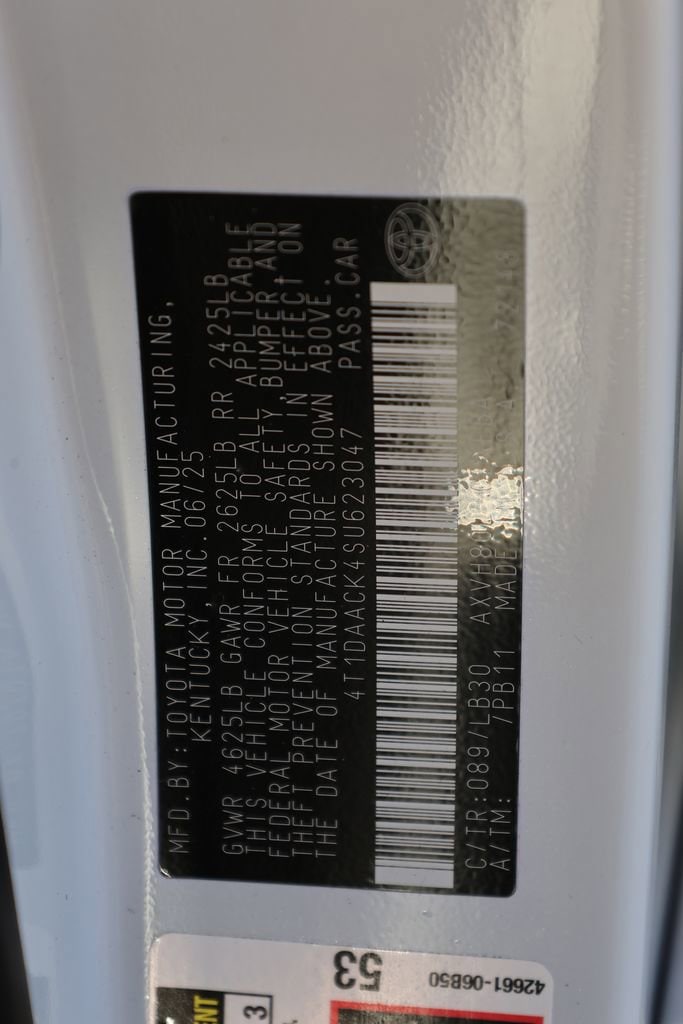 MFD.BY:TOYOTA MOTOR MANUFACTURING,
KENTUCKY, INC.06/25
GVWR 4625LB GAWR FR 2625LB RR 2425LB
THIS VEHICLE CONFORMS TO ALL APPLICABLE
FEDERAL MOTOR VEHICLE SAFETY,BUMPER,AND
THEFT PREVENTION STANDARDS IN EFFECT ON
THE DATE OF MANUFACTURE SHOWN ABOVE.
4T1DAACK4SU623047 PASS.CAR
C/TR:089/LB30
A/TM: /PB11 MADE
53
42661-06B50
3